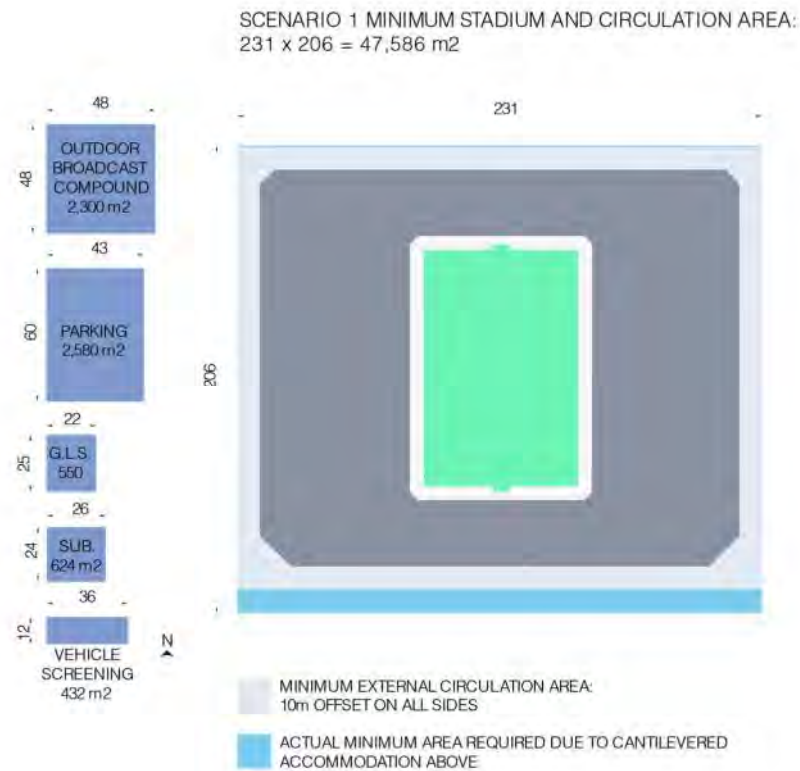 SCENARIO 1 MINIMUM STADIUM AND CIRCULATION AREA:
231 x 206 = 47,586 m2
48
48
OUTDOOR
BROADCAST
COMPOUND
2,300 m2
43
60
PARKING
2,580 m2
22
25
G.L.S
550
26
24
SUB.
624 m2
36
12
VEHICLE
SCREENING
432 m2
N
231
206
MINIMUM EXTERNAL CIRCULATION AREA:
10m OFFSET ON ALL SIDES
ACTUAL MINIMUM AREA REQUIRED DUE TO CANTILEVERED
ACCOMMODATION ABOVE